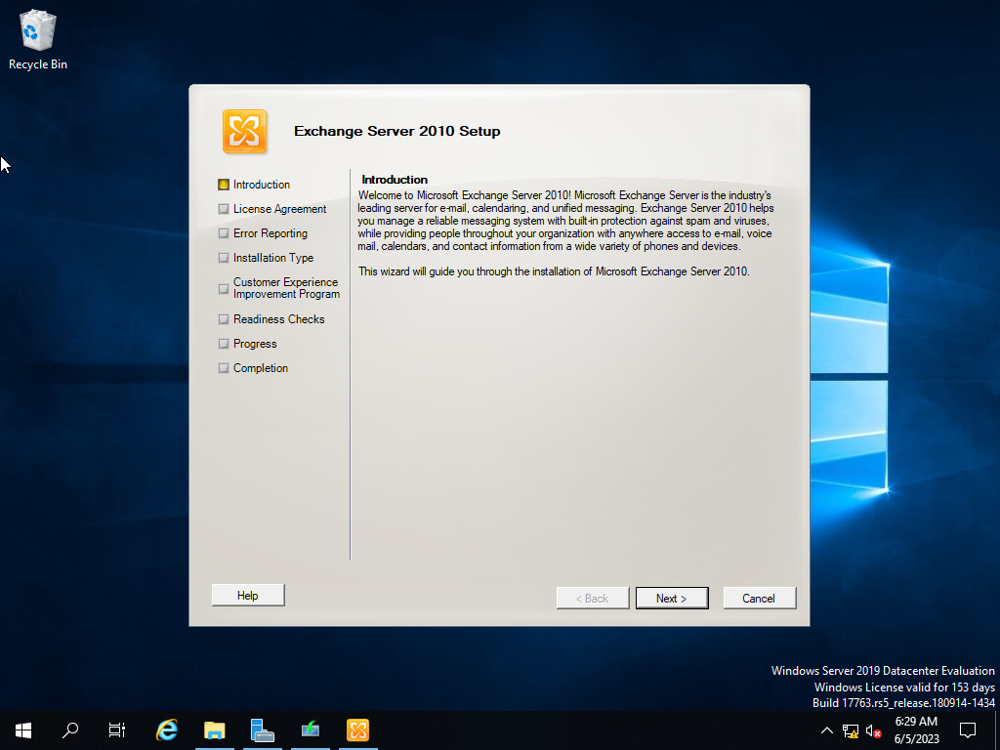 Recycle Bin
Exchange Server 2010 Setup
Introduction
License Agreement
Error Reporting
Installation Type
Customer Experience
Improvement Program
Readiness Checks
Progress
Completion
Introduction
Welcome to Microsoft Exchange Server 2010! Microsoft Exchange Server is the industry's
leading server for e-mail, calendaring, and unified messaging. Exchange Server 2010 helps
you manage a reliable messaging system with built-in protection against spam and viruses,
while providing people throughout your organization with anywhere access to e-mail, voice
mail, calendars, and contact information from a wide variety of phones and devices.
This wizard will guide you through the installation of Microsoft Exchange Server 2010.
Help
< Back
Next >
Cancel
Windows Server 2019 Datacenter Evaluation
Windows License valid for 153 days
Build 17763.rs5_release.180914-1434
6:29 AM
6/5/2023